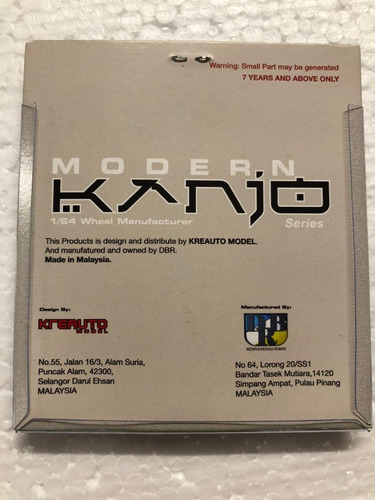 Warning: Small Part may be generated
7 YEARS AND ABOVE ONLY
MODERN
KANJO
1/64 Wheel Manufacturer
Series
This Products is design and distribute by KREAUTO MODEL.
And manufatured and owned by DBR.
Made in Malaysia.
Design By:
KREAUTO
MODEL
No.55, Jalan 16/3, Alam Suria,
Puncak Alam, 42300,
Selangor Darul Ehsan
MALAYSIA
Manufactured By:
DBR
No 64, Lorong 20/SS1
Bandar Tasek Mutiara,14120
Simpang Ampat, Pulau Pinang
MALAYSIA